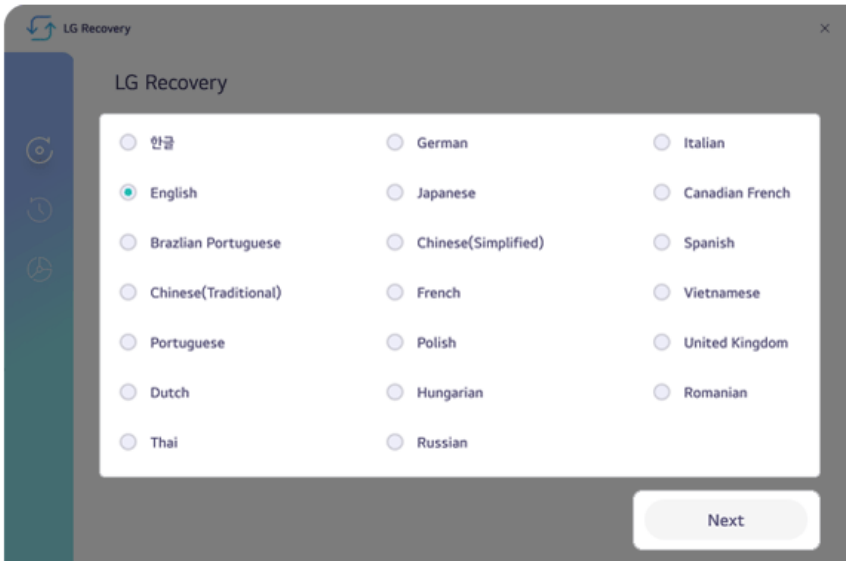 LG Recovery
LG Recovery
한글 German Italian
English Japanese Canadian French
Brazlian Portuguese Chinese(Simplified) Spanish
Chinese(Traditional) French Vietnamese
Portuguese Polish United Kingdom
Dutch Hungarian Romanian
Thai Russian
Next